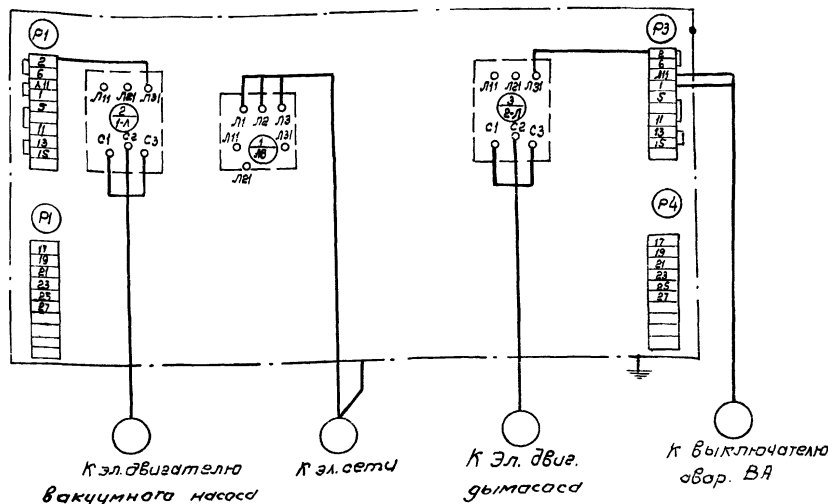 Р1
2
6
Л11
1
5
11
13
15
Л11 Л21 Л31
2
1-Л
С1 С2 С3
Л1 Л2 Л3
Л11 Л31
1
АВ
Л21
Л11 Л21 Л31
3
2-Л
С1 С2 С3
Р3
2
6
Л11
1
5
11
13
15
Р1
17
19
21
23
25
27
Р4
17
19
21
23
25
27
К эл. двигателю
вакуумного насоса
К эл. сети
К Эл. двиг.
дымасоса
К выключателю
авар. ВА